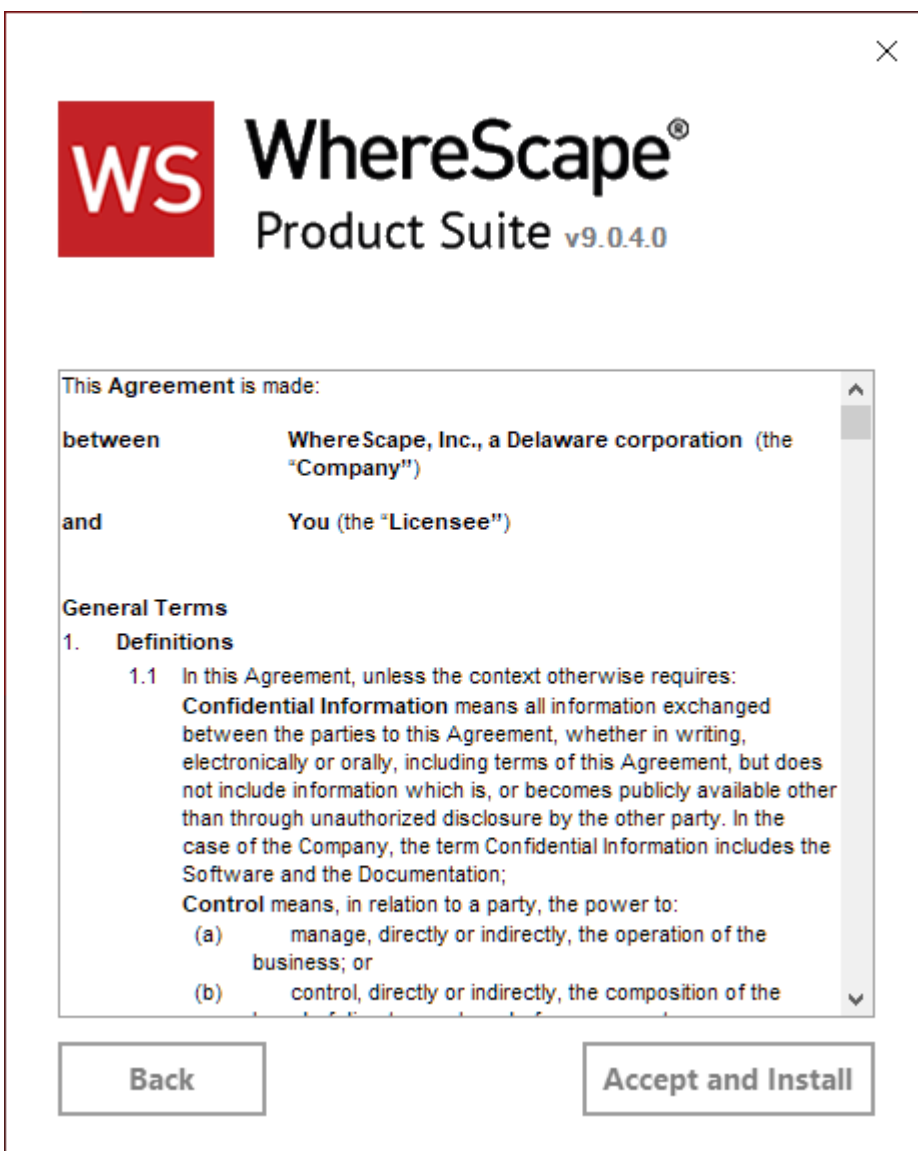 WS
WhereScape®
Product Suite v9.0.4.0
This Agreement is made:
between WhereScape, Inc., a Delaware corporation (the
“Company”)
and You (the “Licensee”)
General Terms
1. Definitions
1.1 In this Agreement, unless the context otherwise requires:
Confidential Information means all information exchanged
between the parties to this Agreement, whether in writing,
electronically or orally, including terms of this Agreement, but does
not include information which is, or becomes publicly available other
than through unauthorized disclosure by the other party. In the
case of the Company, the term Confidential Information includes the
Software and the Documentation;
Control means, in relation to a party, the power to:
(a) manage, directly or indirectly, the operation of the
business; or
(b) control, directly or indirectly, the composition of the
Back
Accept and Install